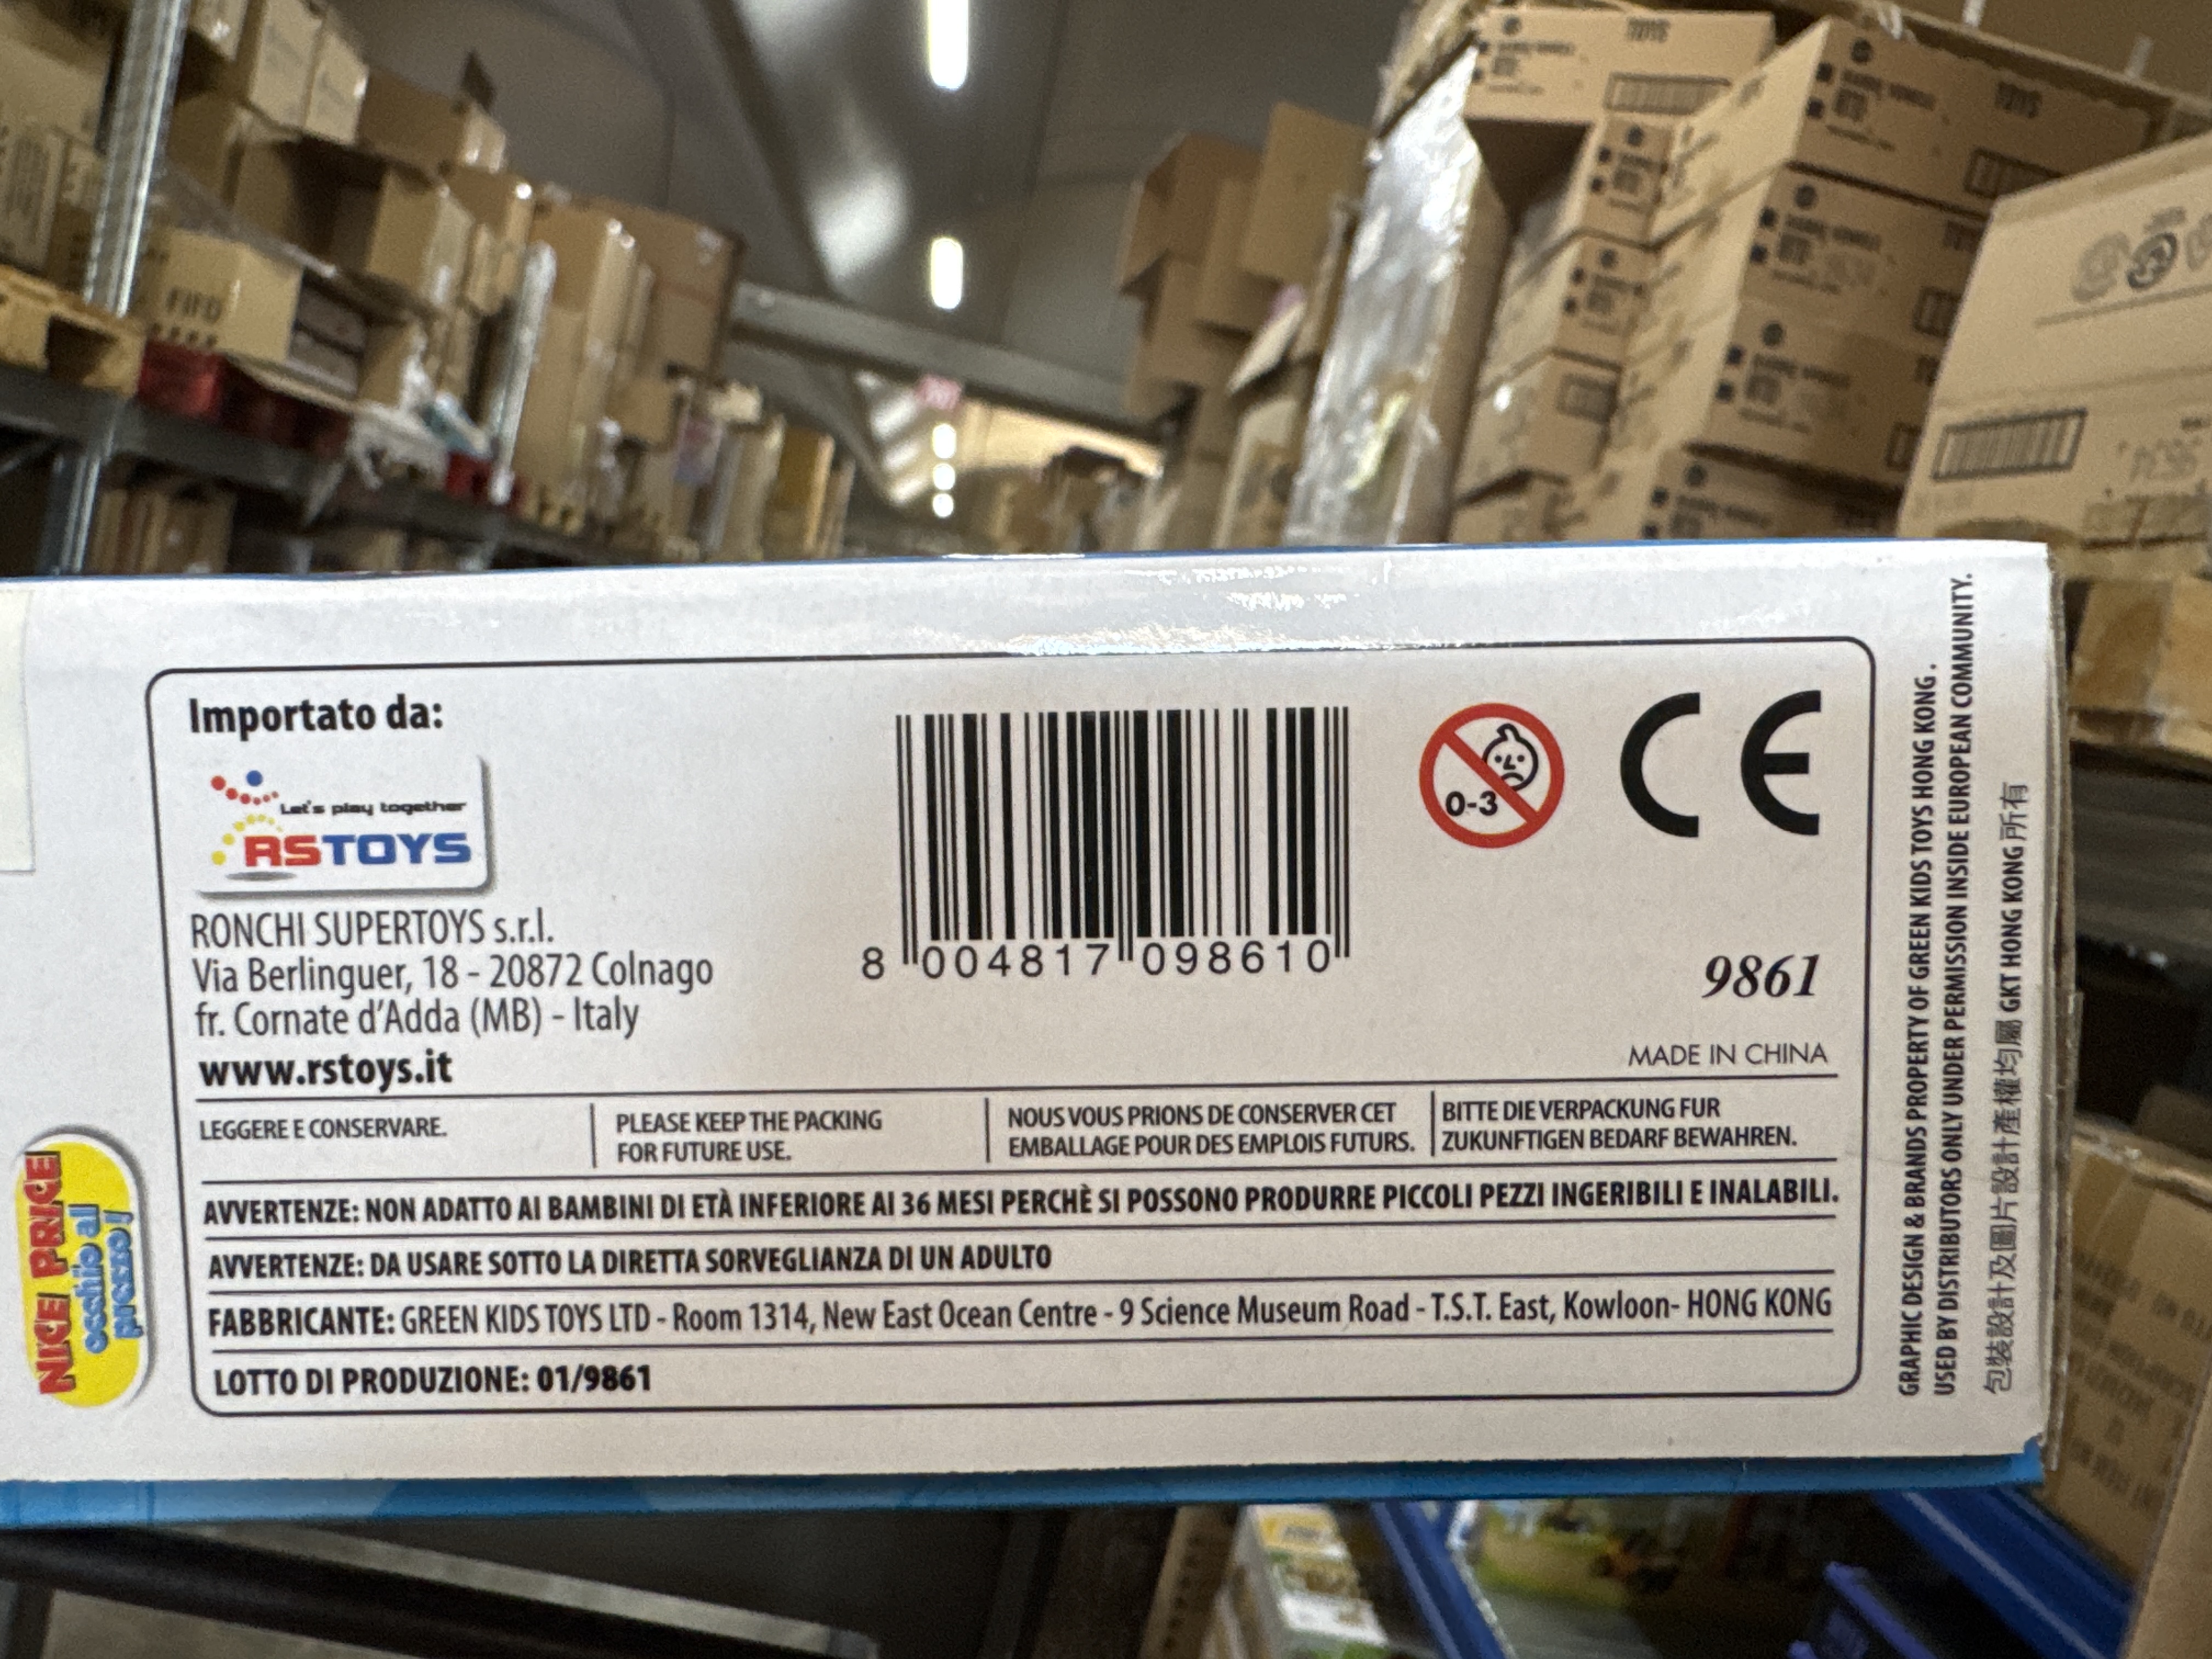 Importato da:
Let's play together
RSTOYS
RONCHI SUPERTOYS s.r.l.
Via Berlinguer, 18 - 20872 Colnago
fr. Cornate d'Adda (MB) - Italy
www.rstoys.it
8 004817 098610
0-3
CE
9861
MADE IN CHINA
LEGGERE E CONSERVARE.
PLEASE KEEP THE PACKING
FOR FUTURE USE.
NOUS VOUS PRIONS DE CONSERVER CET
EMBALLAGE POUR DES EMPLOIS FUTURS.
BITTE DIE VERPACKUNG FUR
ZUKUNFTIGEN BEDARF BEWAHREN.
AVVERTENZE: NON ADATTO AI BAMBINI DI ETÀ INFERIORE AI 36 MESI PERCHÈ SI POSSONO PRODURRE PICCOLI PEZZI INGERIBILI E INALABILI.
AVVERTENZE: DA USARE SOTTO LA DIRETTA SORVEGLIANZA DI UN ADULTO
FABBRICANTE: GREEN KIDS TOYS LTD - Room 1314, New East Ocean Centre - 9 Science Museum Road - T.S.T. East, Kowloon- HONG KONG
LOTTO DI PRODUZIONE: 01/9861
NICE PRICE
occhio al
prezzo!
GRAPHIC DESIGN & BRANDS PROPERTY OF GREEN KIDS TOYS HONG KONG.
USED BY DISTRIBUTORS ONLY UNDER PERMISSION INSIDE EUROPEAN COMMUNITY.
包裝設計及圖片設計產權均屬 GKT HONG KONG 所有
TOYS
FIFO